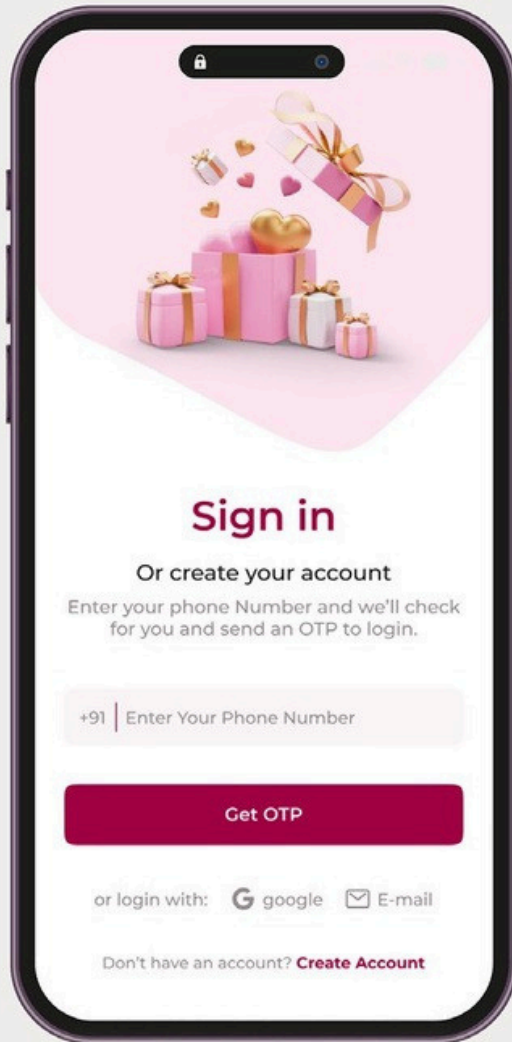 Sign in
Or create your account
Enter your phone Number and we'll check
for you and send an OTP to login.
+91 Enter Your Phone Number
Get OTP
or login with: G google E-mail
Don't have an account? Create Account